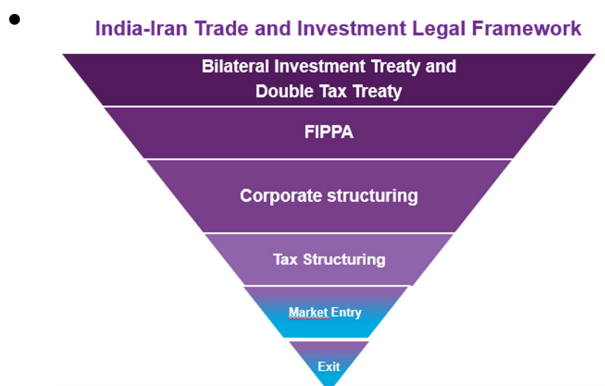 India-Iran Trade and Investment Legal Framework
Bilateral Investment Treaty and
Double Tax Treaty
FIPPA
Corporate structuring
Tax Structuring
Market Entry
Exit